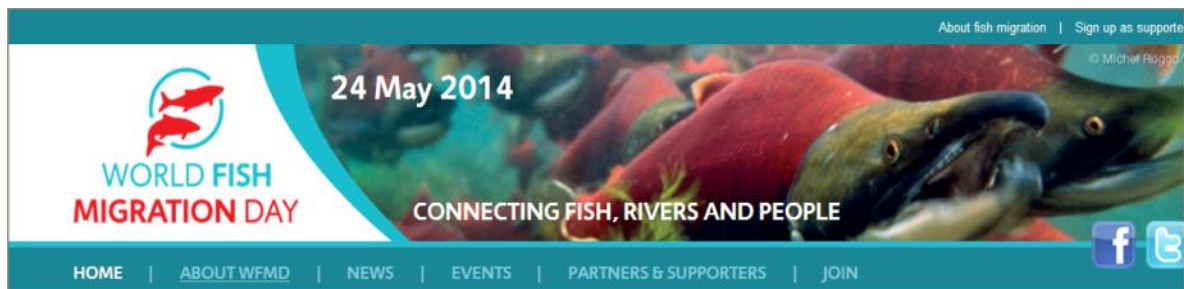 About fish migration | Sign up as supporte
© Michel Roggo/
24 May 2014
WORLD FISH
MIGRATION DAY
CONNECTING FISH, RIVERS AND PEOPLE
HOME | ABOUT WFMD | NEWS | EVENTS | PARTNERS & SUPPORTERS | JOIN